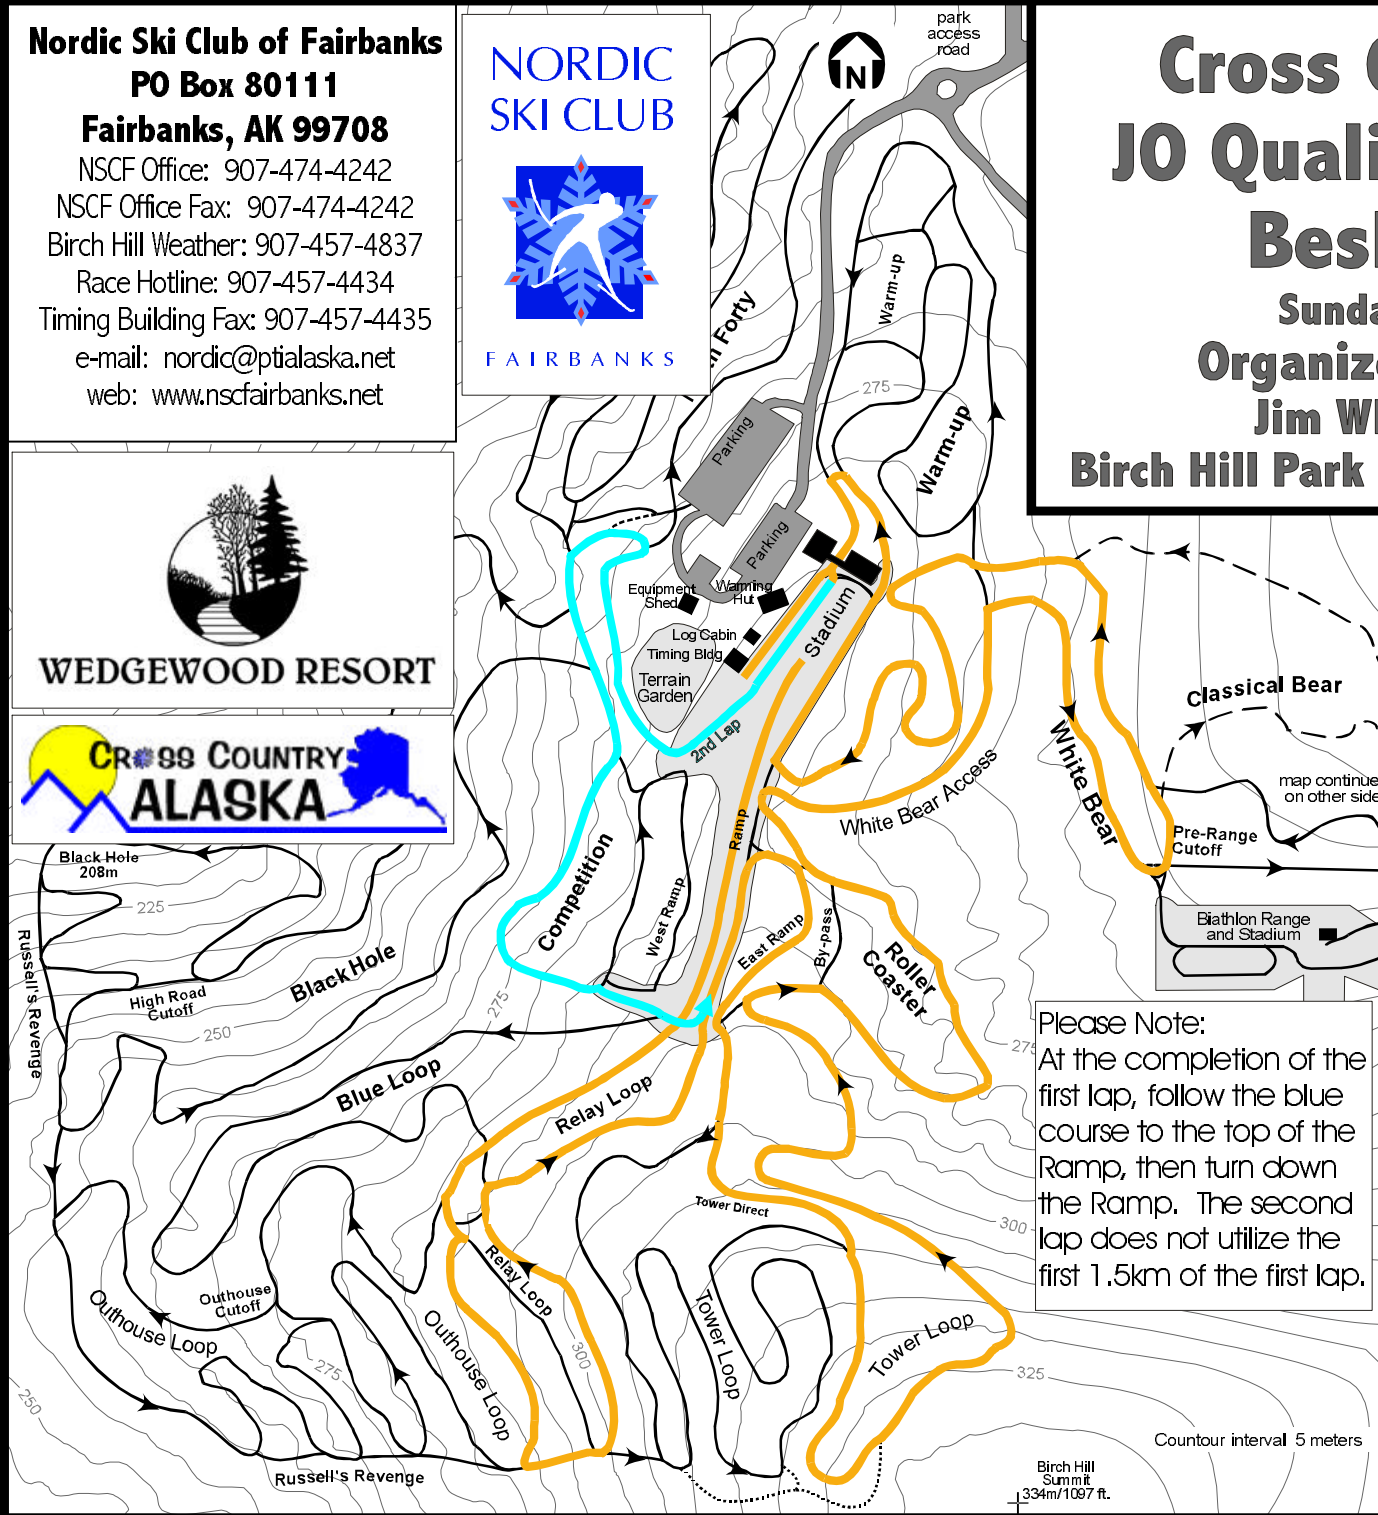 Nordic Ski Club of Fairbanks
PO Box 80111
Fairbanks, AK 99708
NSCF Office: 907-474-4242
NSCF Office Fax: 907-474-4242
Birch Hill Weather: 907-457-4837
Race Hotline: 907-457-4434
Timing Building Fax: 907-457-4435
e-mail: nordic@ptialaska.net
web: www.nscfairbanks.net
NORDIC
SKI CLUB
FAIRBANKS
WEDGEWOOD RESORT
CROSS COUNTRY
ALASKA
park
access
road
N
Cross C
JO Quali
Besl
Sunda
Organize
Jim Wh
Birch Hill Park
Forty
Warm-up
275
Warm-up
Parking
Parking
Equipment
Shed
Warming
Hut
Log Cabin
Timing Bldg
Terrain
Garden
Stadium
2nd Lap
Ramp
White Bear Access
White Bear
Classical Bear
map continue
on other side
Pre-Range
Cutoff
Biathlon Range
and Stadium
Competition
West Ramp
East Ramp
By-pass
Roller
Coaster
275
Black Hole
208m
225
Russell's Revenge
High Road
Cutoff
Black Hole
250
275
Blue Loop
Relay Loop
Tower Direct
300
Outhouse
Cutoff
Outhouse Loop
275
250
Outhouse Loop
Relay Loop
300
Tower Loop
Tower Loop
325
Russell's Revenge
Please Note:
At the completion of the
first lap, follow the blue
course to the top of the
Ramp, then turn down
the Ramp. The second
lap does not utilize the
first 1.5km of the first lap.
Countour interval 5 meters
Birch Hill
Summit
334m/1097 ft.